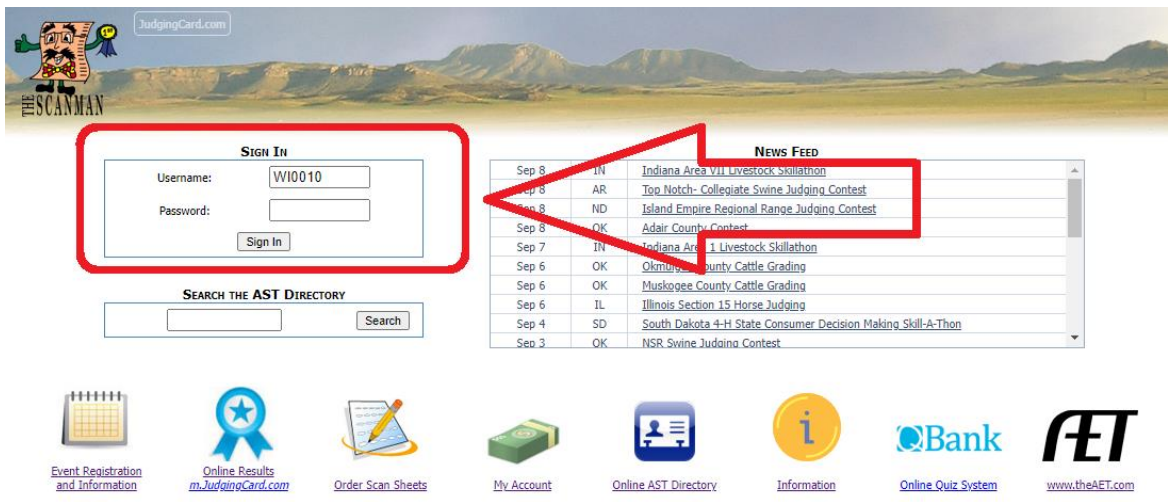 JudgingCard.com
1st
THE SCANMAN
SIGN IN
Username: WI0010
Password:
Sign In
SEARCH THE AST DIRECTORY
Search
NEWS FEED
Sep 8 IN Indiana Area VII Livestock Skillathon
Sep 8 AR Top Notch- Collegiate Swine Judging Contest
Sep 8 ND Island Empire Regional Range Judging Contest
Sep 8 OK Adair County Contest
Sep 7 IN Indiana Area 1 Livestock Skillathon
Sep 6 OK Okmulgee County Cattle Grading
Sep 6 OK Muskogee County Cattle Grading
Sep 6 IL Illinois Section 15 Horse Judging
Sep 4 SD South Dakota 4-H State Consumer Decision Making Skill-A-Thon
Sep 3 OK NSR Swine Judging Contest
Event Registration
and Information
Online Results
m.JudgingCard.com
Order Scan Sheets
My Account
Online AST Directory
i
Information
QBank
Online Quiz System
AET
www.theAET.com